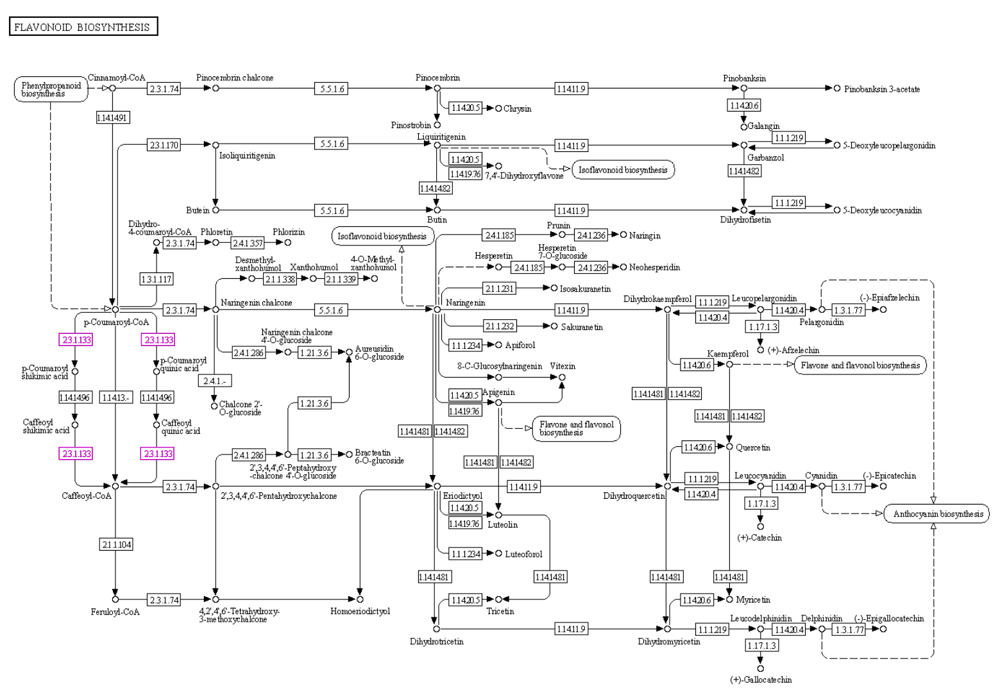 FLAVONOID BIOSYNTHESIS
Phenylpropanoid
biosynthesis
Cinnamoyl-CoA
2.3.1.74
Pinocembrin chalcone
5.5.1.6
Pinocembrin
1.14.11.9
Pinobanksin
Pinobanksin 3-acetate
1.14.20.5
Chrysin
1.14.20.6
1.14.14.91
Pinostrobin
Galangin
2.3.1.170
Isoliquiritigenin
5.5.1.6
Liquiritigenin
1.14.11.9
Garbanzol
1.1.1.219
5-Deoxyleucopelargonidin
1.14.20.5
1.14.19.76
7,4'-Dihydroxyflavone
Isoflavonoid biosynthesis
1.14.14.82
1.14.14.82
Butein
5.5.1.6
Butin
1.14.11.9
Dihydrofisetin
1.1.1.219
5-Deoxyleucocyanidin
Dihydro-
4-coumaroyl-CoA
2.3.1.74
Phloretin
2.4.1.357
Phlorizin
Isoflavonoid biosynthesis
2.4.1.185
Prunin
2.4.1.236
Naringin
Hesperetin
2.4.1.185
Hesperetin
7-O-glucoside
2.4.1.236
Neohesperidin
1.3.1.117
Desmethyl-
xanthohumol
2.1.1.338
Xanthohumol
2.1.1.339
4-O-Methyl-
xanthohumol
2.1.1.231
Isosakuranetin
p-Coumaroyl-CoA
2.3.1.74
Naringenin chalcone
5.5.1.6
Naringenin
1.14.11.9
Dihydrokaempferol
1.1.1.219
1.14.20.4
Leucopelargonidin
1.14.20.4
Pelargonidin
1.3.1.77
(-)-Epiafzelechin
2.1.1.232
Sakuranetin
1.17.1.3
(+)-Afzelechin
2.3.1.133
2.3.1.133
Naringenin chalcone
4'-O-glucoside
2.4.1.286
1.21.3.6
Aureusidin
6-O-glucoside
1.1.1.234
Apiforol
1.14.20.6
Kaempferol
Flavone and flavonol biosynthesis
p-Coumaroyl
shikimic acid
p-Coumaroyl
quinic acid
2.4.1.-
8-C-Glucosylnaringenin
Vitexin
1.14.14.96
1.14.13.-
1.14.14.96
Chalcone 2'-
O-glucoside
1.21.3.6
1.14.20.5
1.14.19.76
Apigenin
1.14.14.81
1.14.14.82
1.14.14.81
1.14.14.82
Caffeoyl
shikimic acid
Caffeoyl
quinic acid
Flavone and flavonol
biosynthesis
1.14.14.81
1.14.14.82
2.3.1.133
2.3.1.133
2.4.1.286
2',3,4,4',6'-Peptahydroxy
-chalcone 4'-O-glucoside
1.21.3.6
Bracteatin
6-O-glucoside
1.14.14.81
1.14.14.82
1.14.20.6
Quercetin
Caffeoyl-CoA
2.3.1.74
2',3,4,4',6'-Pentahydroxychalcone
Eriodictyol
1.14.11.9
Dihydroquercetin
1.1.1.219
1.14.20.4
Leucocyanidin
1.14.20.4
Cyanidin
1.3.1.77
(-)-Epicatechin
1.14.20.5
1.14.19.76
Luteolin
1.17.1.3
(+)-Catechin
Anthocyanin biosynthesis
2.1.1.104
1.1.1.234
Luteoforol
1.14.14.81
1.14.14.81
1.14.14.81
1.14.14.81
Feruloyl-CoA
2.3.1.74
4,2',4',6'-Tetrahydroxy-
3-methoxychalcone
Homoeriodictyol
1.14.20.5
Tricetin
1.14.20.6
Myricetin
Dihydrotricetin
1.14.11.9
Dihydromyricetin
1.1.1.219
Leucodelphinidin
1.14.20.4
Delphinidin
1.3.1.77
(-)-Epigallocatechin
1.17.1.3
(+)-Gallocatechin